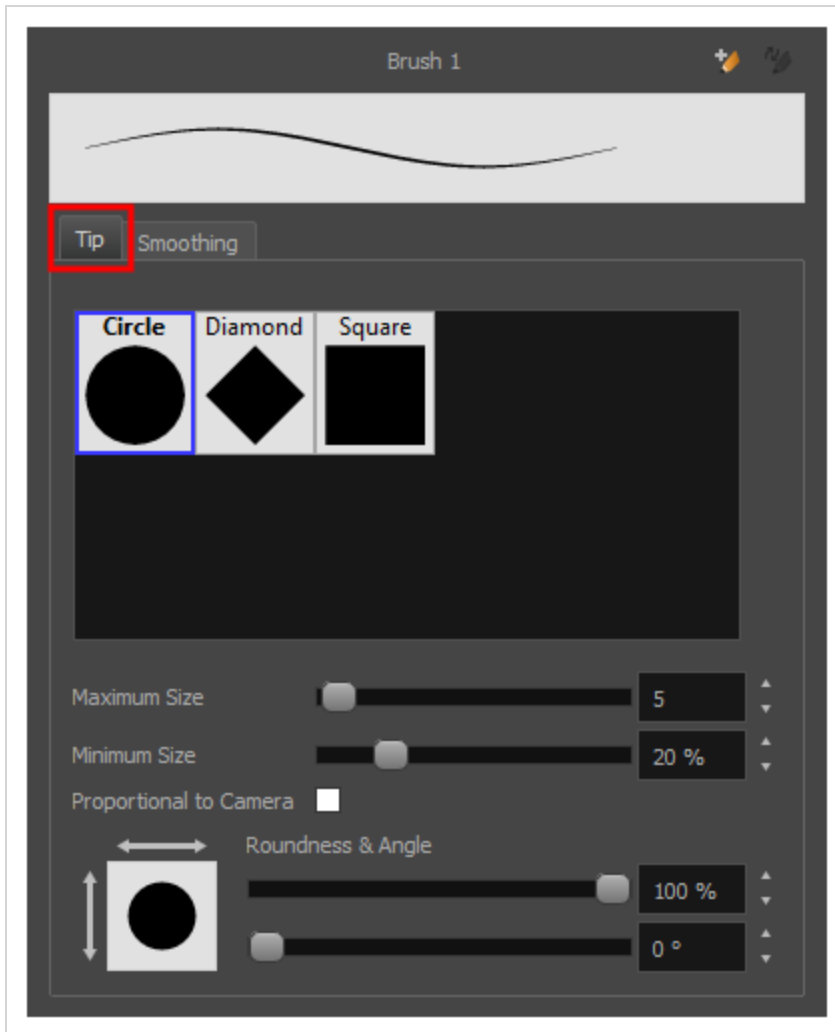 Brush 1
Tip
Smoothing
Circle
Diamond
Square
Maximum Size
5
Minimum Size
20 %
Proportional to Camera
Roundness & Angle
100 %
0 °